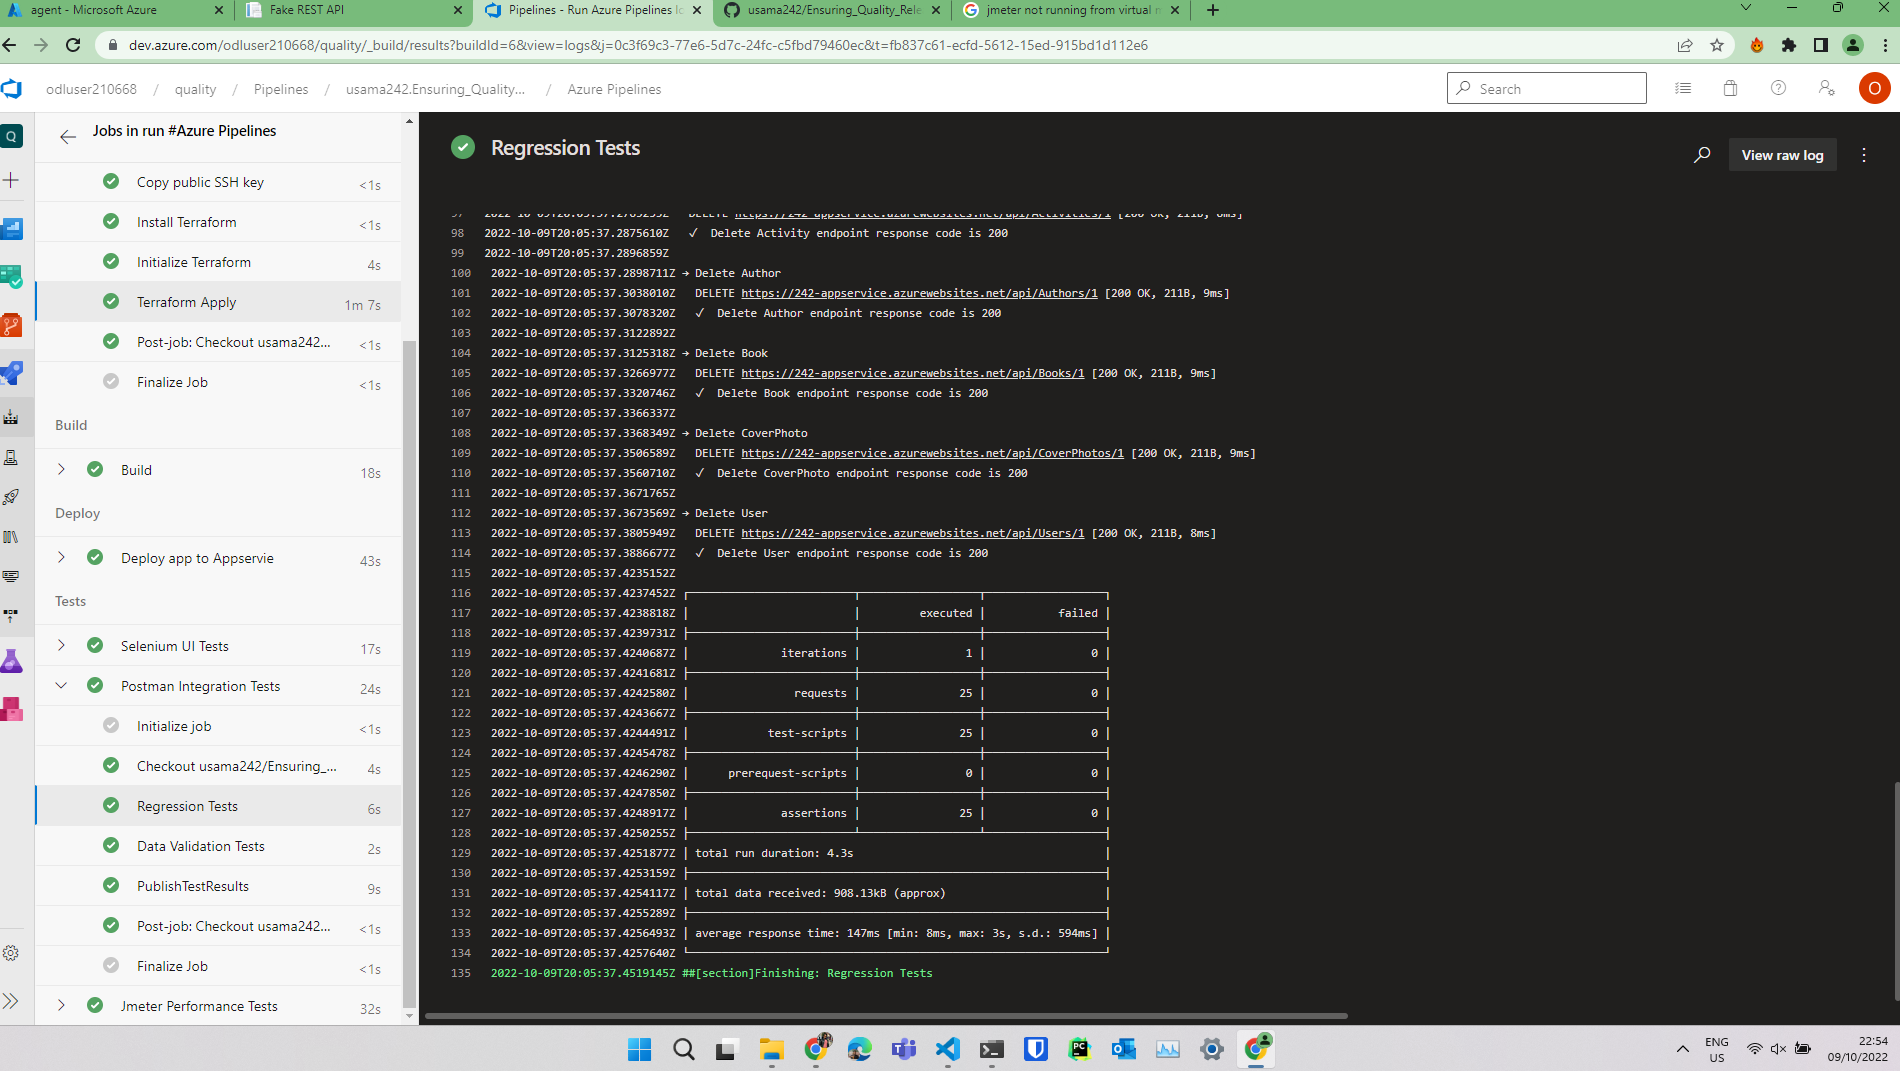 agent - Microsoft Azure
Fake REST API
Pipelines - Run Azure Pipelines
usama242/Ensuring_Quality_Rele
jmeter not running from virtual
dev.azure.com/odluser210668/quality/_build/results?buildId=6&view=logs&j=0c3f69c3-77e6-5d7c-24fc-c5fbd79460ec&t=fb837c61-ecfd-5612-15ed-915bd1d112e6
odluser210668 / quality / Pipelines / usama242.Ensuring_Quality... / Azure Pipelines
Search
O
Q
Jobs in run #Azure Pipelines
Copy public SSH key <1s
Install Terraform <1s
Initialize Terraform 4s
Terraform Apply 1m 7s
Post-job: Checkout usama242... <1s
Finalize Job <1s
Build
Build 18s
Deploy
Deploy app to Appservie 43s
Tests
Selenium UI Tests 17s
Postman Integration Tests 24s
Initialize job <1s
Checkout usama242/Ensuring_... 4s
Regression Tests 6s
Data Validation Tests 2s
PublishTestResults 9s
Post-job: Checkout usama242... <1s
Finalize Job <1s
Jmeter Performance Tests 32s
Regression Tests
View raw log
98 2022-10-09T20:05:37.2875610Z √ Delete Activity endpoint response code is 200
99 2022-10-09T20:05:37.2896859Z
100 2022-10-09T20:05:37.2898711Z → Delete Author
101 2022-10-09T20:05:37.3038010Z DELETE https://242-appservice.azurewebsites.net/api/Authors/1 [200 OK, 211B, 9ms]
102 2022-10-09T20:05:37.3078320Z √ Delete Author endpoint response code is 200
103 2022-10-09T20:05:37.3122892Z
104 2022-10-09T20:05:37.3125318Z → Delete Book
105 2022-10-09T20:05:37.3266977Z DELETE https://242-appservice.azurewebsites.net/api/Books/1 [200 OK, 211B, 9ms]
106 2022-10-09T20:05:37.3320746Z √ Delete Book endpoint response code is 200
107 2022-10-09T20:05:37.3366337Z
108 2022-10-09T20:05:37.3368349Z → Delete CoverPhoto
109 2022-10-09T20:05:37.3506589Z DELETE https://242-appservice.azurewebsites.net/api/CoverPhotos/1 [200 OK, 211B, 9ms]
110 2022-10-09T20:05:37.3560710Z √ Delete CoverPhoto endpoint response code is 200
111 2022-10-09T20:05:37.3671765Z
112 2022-10-09T20:05:37.3673569Z → Delete User
113 2022-10-09T20:05:37.3805949Z DELETE https://242-appservice.azurewebsites.net/api/Users/1 [200 OK, 211B, 8ms]
114 2022-10-09T20:05:37.3886677Z √ Delete User endpoint response code is 200
115 2022-10-09T20:05:37.4235152Z
116 2022-10-09T20:05:37.4237452Z
117 2022-10-09T20:05:37.4238818Z executed failed
118 2022-10-09T20:05:37.4239731Z
119 2022-10-09T20:05:37.4240687Z iterations 1 0
120 2022-10-09T20:05:37.4241681Z
121 2022-10-09T20:05:37.4242580Z requests 25 0
122 2022-10-09T20:05:37.4243667Z
123 2022-10-09T20:05:37.4244491Z test-scripts 25 0
124 2022-10-09T20:05:37.4245478Z
125 2022-10-09T20:05:37.4246290Z prerequest-scripts 0 0
126 2022-10-09T20:05:37.4247850Z
127 2022-10-09T20:05:37.4248917Z assertions 25 0
128 2022-10-09T20:05:37.4250255Z
129 2022-10-09T20:05:37.4251877Z total run duration: 4.3s
130 2022-10-09T20:05:37.4253159Z
131 2022-10-09T20:05:37.4254117Z total data received: 908.13kB (approx)
132 2022-10-09T20:05:37.4255289Z
133 2022-10-09T20:05:37.4256493Z average response time: 147ms [min: 8ms, max: 3s, s.d.: 594ms]
134 2022-10-09T20:05:37.4257640Z
135 2022-10-09T20:05:37.4519145Z ##[section]Finishing: Regression Tests
PC
ENG
US
22:54
09/10/2022